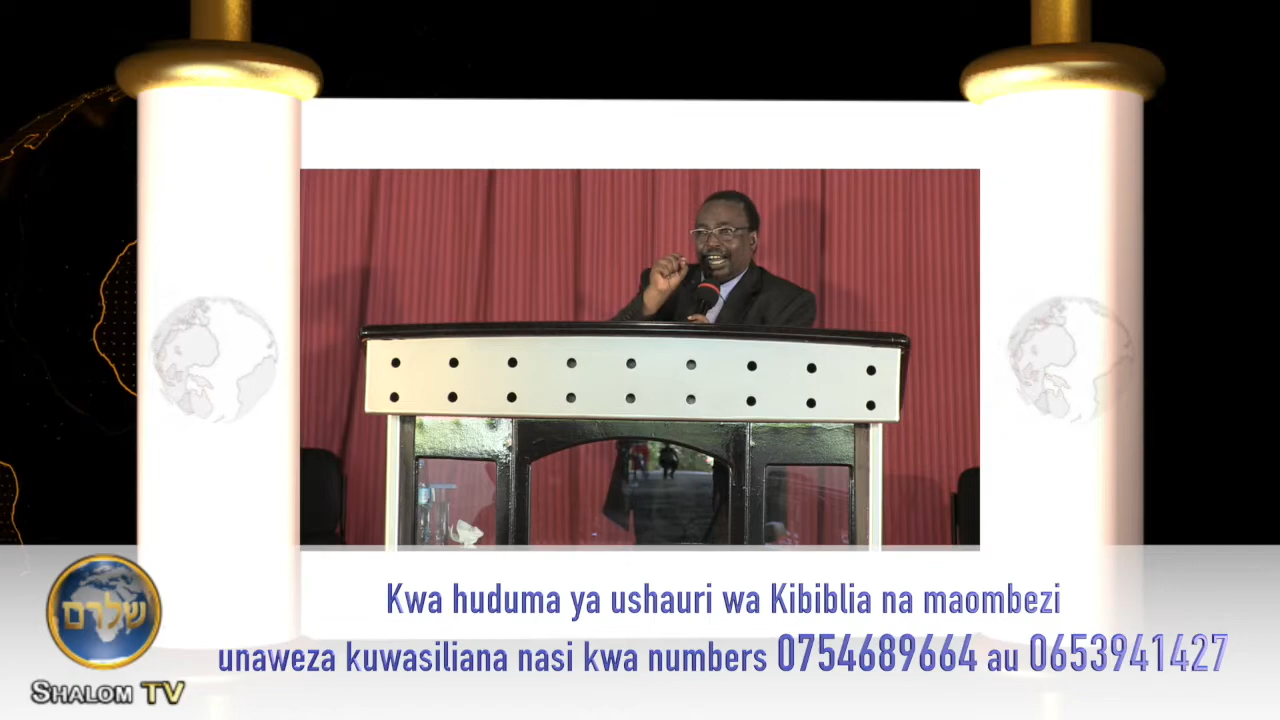 Kwa huduma ya ushauri wa Kibiblia na maombezi
unaweza kuwasiliana nasi kwa numbers 0754689664 au 0653941427
שלום
SHALOM TV